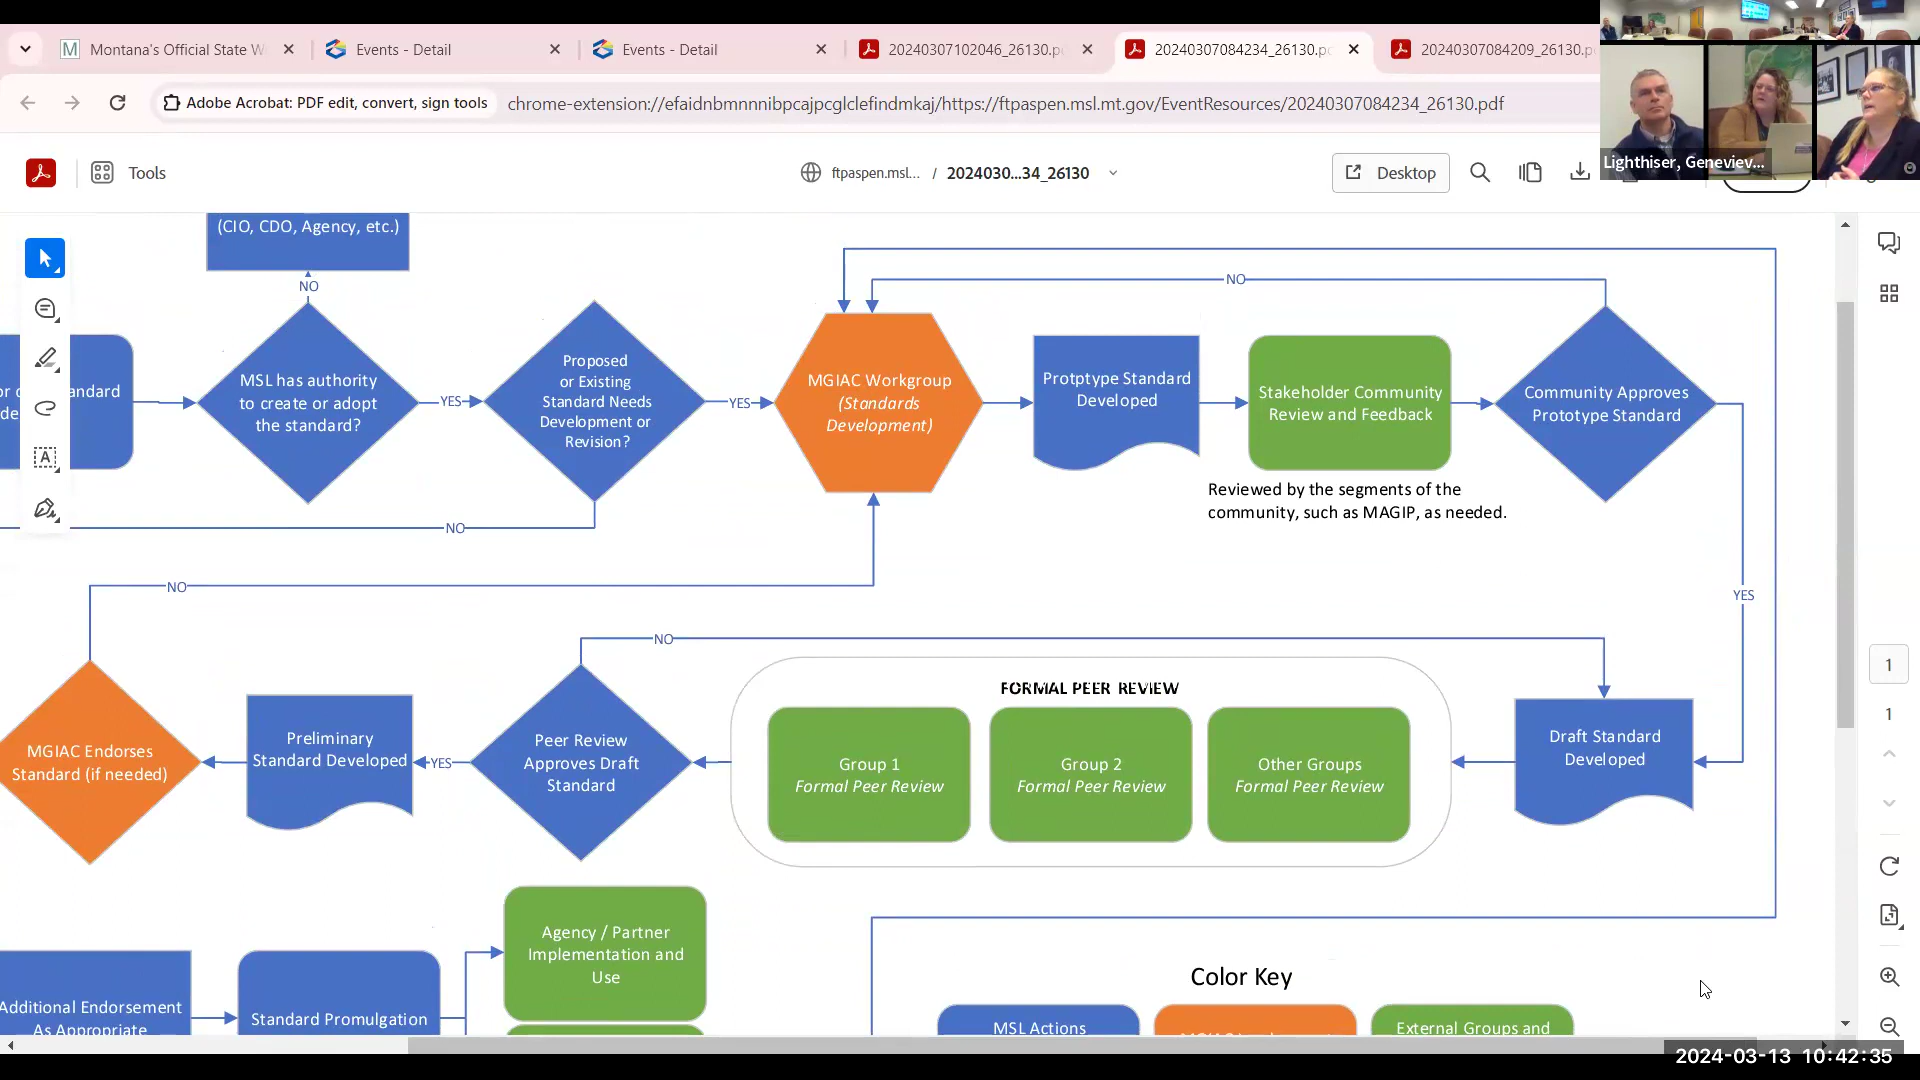 Montana's Official State W
Events - Detail
Events - Detail
20240307102046_26130.p
20240307084234_26130.p
20240307084209_26130.p
Adobe Acrobat: PDF edit, convert, sign tools
chrome-extension://efaidnbmnnnibpcajpcglclefindmkaj/https://ftpaspen.msl.mt.gov/EventResources/20240307084234_26130.pdf
Lighthiser, Geneviev...
Tools
ftpaspen.msl... / 2024030...34_26130
Desktop
(CIO, CDO, Agency, etc.)
NO
NO
MSL has authority
to create or adopt
the standard?
YES
Proposed
or Existing
Standard Needs
Development or
Revision?
YES
MGIAC Workgroup
(Standards
Development)
Protptype Standard
Developed
Stakeholder Community
Review and Feedback
Community Approves
Prototype Standard
Reviewed by the segments of the
community, such as MAGIP, as needed.
NO
NO
YES
NO
MGIAC Endorses
Standard (if needed)
Preliminary
Standard Developed
YES
Peer Review
Approves Draft
Standard
FORMAL PEER REVIEW
Group 1
Formal Peer Review
Group 2
Formal Peer Review
Other Groups
Formal Peer Review
Draft Standard
Developed
1
1
Agency / Partner
Implementation and
Use
Additional Endorsement
As Appropriate
Standard Promulgation
Color Key
MSL Actions
External Groups and
2024-03-13 10:42:35